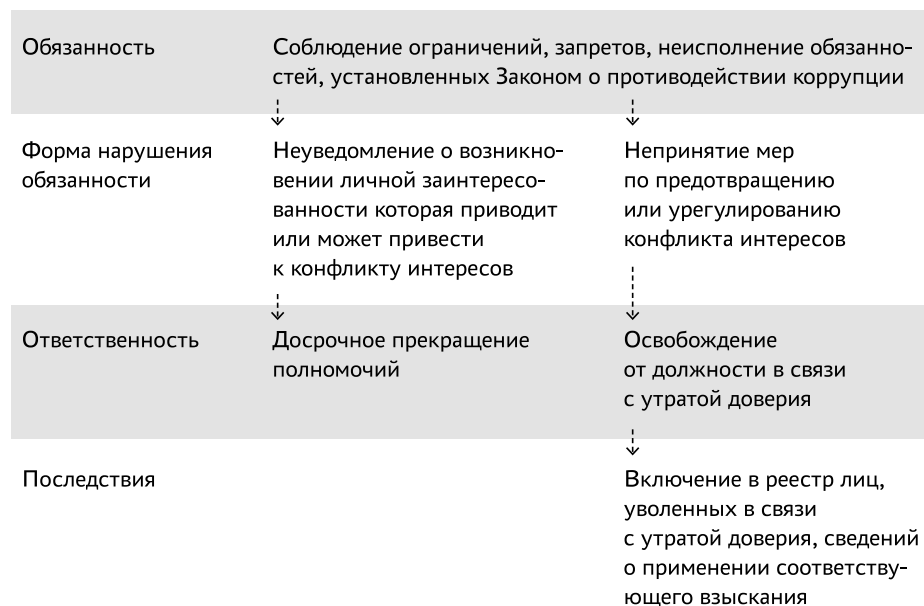 Обязанность
Соблюдение ограничений, запретов, неисполнение обязанно-
стей, установленных Законом о противодействии коррупции
Форма нарушения
обязанности
Неуведомление о возникно-
вении личной заинтересо-
ванности которая приводит
или может привести
к конфликту интересов
Непринятие мер
по предотвращению
или урегулированию
конфликта интересов
Ответственность
Досрочное прекращение
полномочий
Освобождение
от должности в связи
с утратой доверия
Последствия
Включение в реестр лиц,
уволенных в связи
с утратой доверия, сведений
о применении соответству-
ющего взыскания